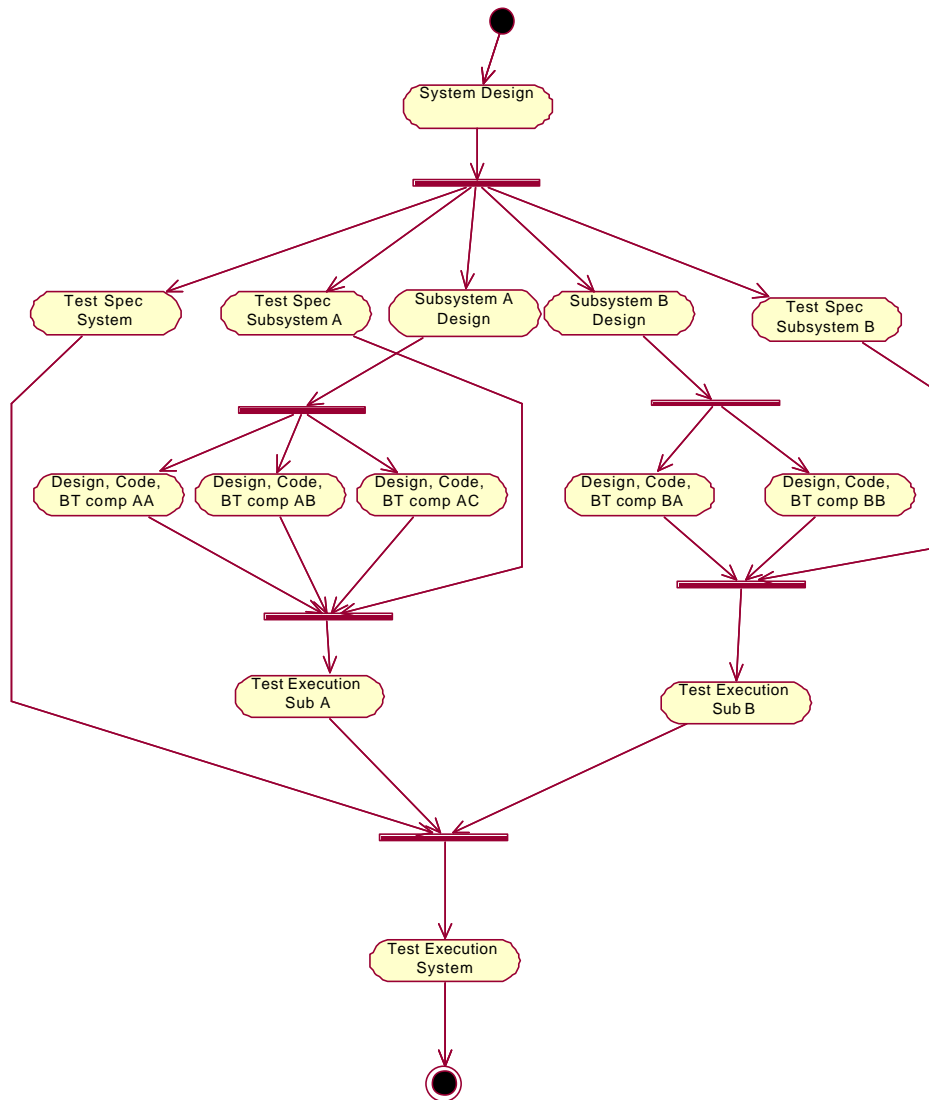 System Design
Test Spec
System
Test Spec
Subsystem A
Subsystem A
Design
Subsystem B
Design
Test Spec
Subsystem B
Design, Code,
BT comp AA
Design, Code,
BT comp AB
Design, Code,
BT comp AC
Design, Code,
BT comp BA
Design, Code,
BT comp BB
Test Execution
Sub A
Test Execution
Sub B
Test Execution
System